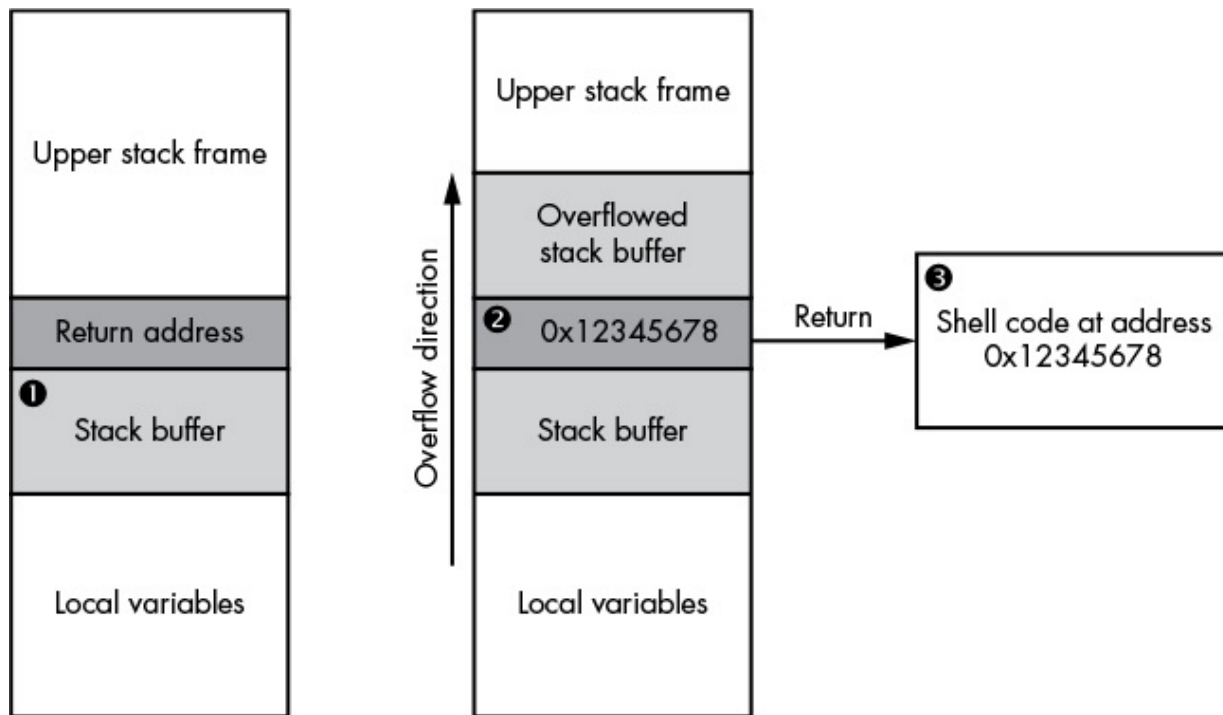 Upper stack frame
Return address
❶
Stack buffer
Local variables
Overflow direction
Upper stack frame
Overflowed
stack buffer
❷ 0x12345678
Stack buffer
Local variables
Return
❸
Shell code at address
0x12345678